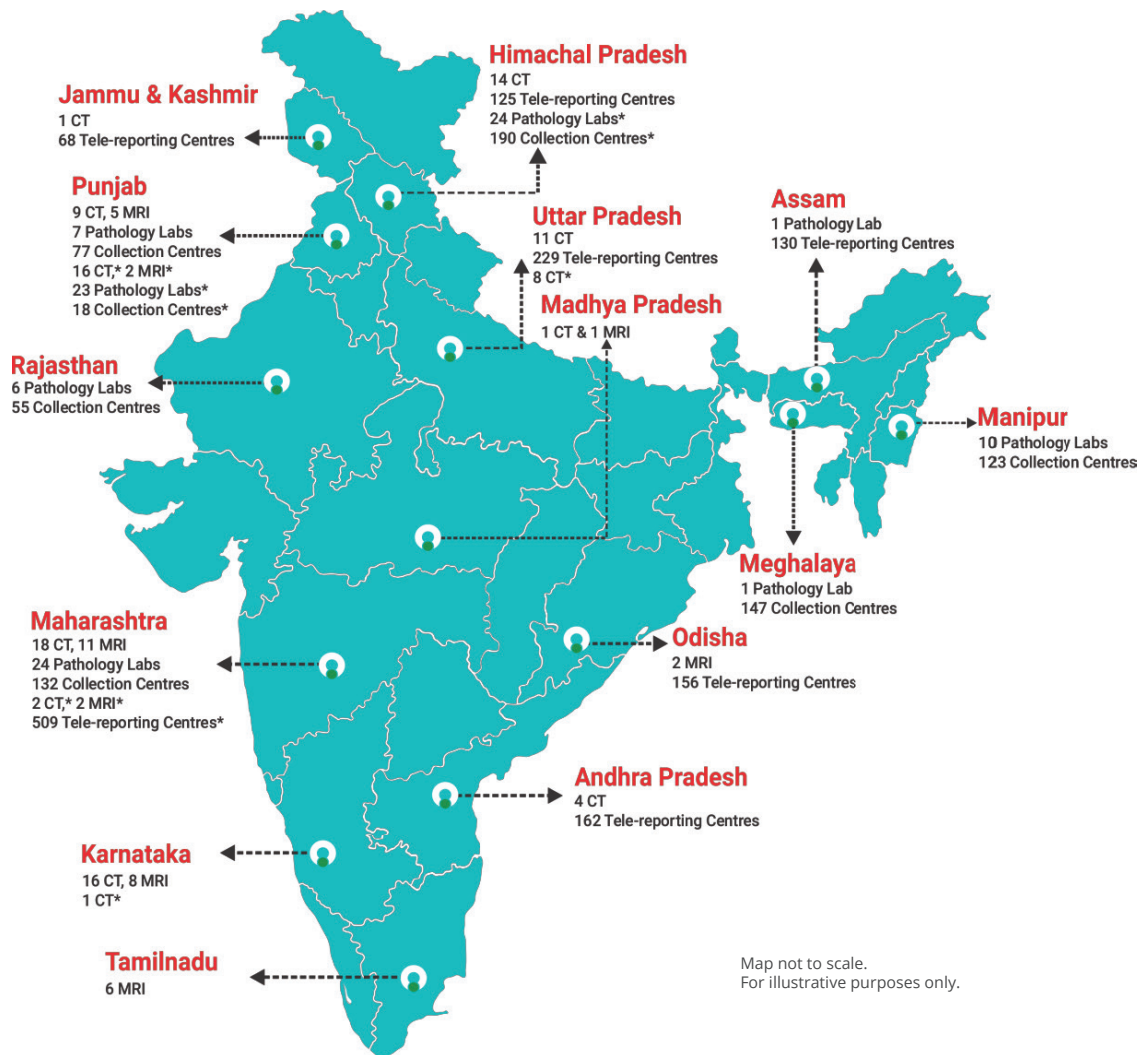 Himachal Pradesh
14 CT
125 Tele-reporting Centres
24 Pathology Labs*
190 Collection Centres*
Jammu & Kashmir
1 CT
68 Tele-reporting Centres
Punjab
9 CT, 5 MRI
7 Pathology Labs
77 Collection Centres
16 CT,* 2 MRI*
23 Pathology Labs*
18 Collection Centres*
Uttar Pradesh
11 CT
229 Tele-reporting Centres
8 CT*
Madhya Pradesh
1 CT & 1 MRI
Assam
1 Pathology Lab
130 Tele-reporting Centres
Rajasthan
6 Pathology Labs
55 Collection Centres
Manipur
10 Pathology Labs
123 Collection Centres
Meghalaya
1 Pathology Lab
147 Collection Centres
Maharashtra
18 CT, 11 MRI
24 Pathology Labs
132 Collection Centres
2 CT,* 2 MRI*
509 Tele-reporting Centres*
Odisha
2 MRI
156 Tele-reporting Centres
Andhra Pradesh
4 CT
162 Tele-reporting Centres
Karnataka
16 CT, 8 MRI
1 CT*
Tamilnadu
6 MRI
Map not to scale.
For illustrative purposes only.